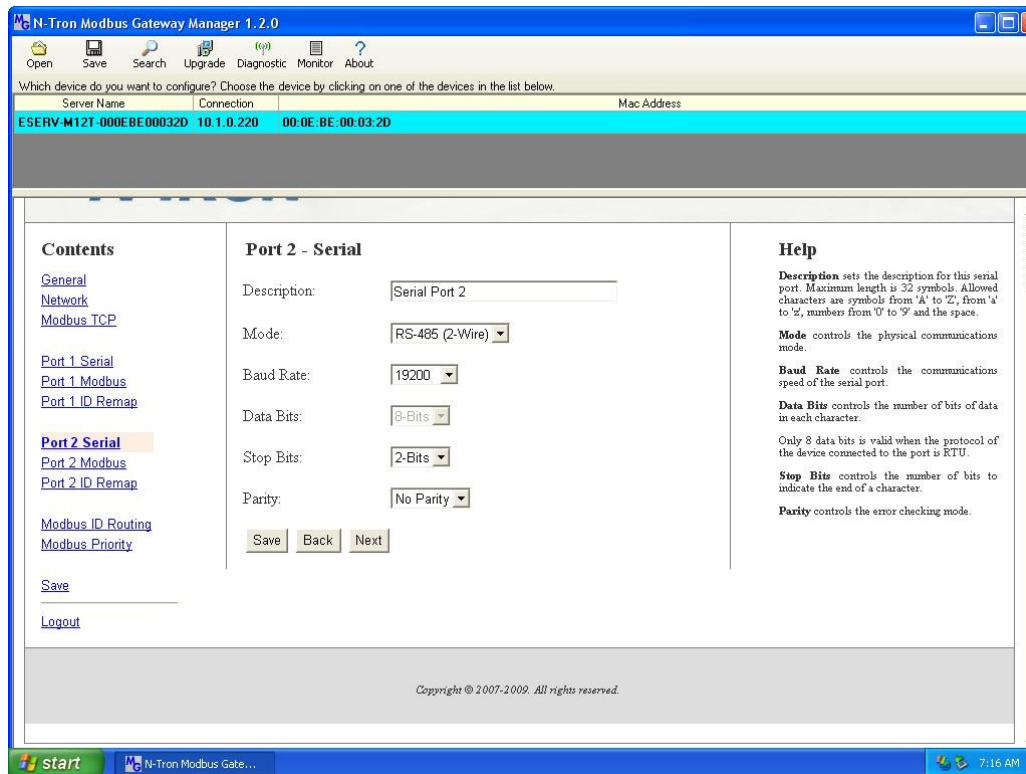 N-Tron Modbus Gateway Manager 1.2.0
Open Save Search Upgrade Diagnostic Monitor About
Which device do you want to configure? Choose the device by clicking on one of the devices in the list below.
Server Name Connection Mac Address
ESERV-M12T-000EBE00032D 10.1.0.220 00:0E:BE:00:03:2D
Contents
General
Network
Modbus TCP
Port 1 Serial
Port 1 Modbus
Port 1 ID Remap
Port 2 Serial
Port 2 Modbus
Port 2 ID Remap
Modbus ID Routing
Modbus Priority
Save
Logout
Port 2 - Serial
Description: Serial Port 2
Mode: RS-485 (2-Wire)
Baud Rate: 19200
Data Bits: 8-Bits
Stop Bits: 2-Bits
Parity: No Parity
Save Back Next
Help
Description sets the description for this serial
port. Maximum length is 32 symbols. Allowed
characters are symbols from 'A' to 'Z', from 'a'
to 'z', numbers from '0' to '9' and the space.
Mode controls the physical communications
mode.
Baud Rate controls the communications
speed of the serial port.
Data Bits controls the number of bits of data
in each character.
Only 8 data bits is valid when the protocol of
the device connected to the port is RTU.
Stop Bits controls the number of bits to
indicate the end of a character.
Parity controls the error checking mode.
Copyright © 2007-2009. All rights reserved.
start N-Tron Modbus Gate... 7:16 AM